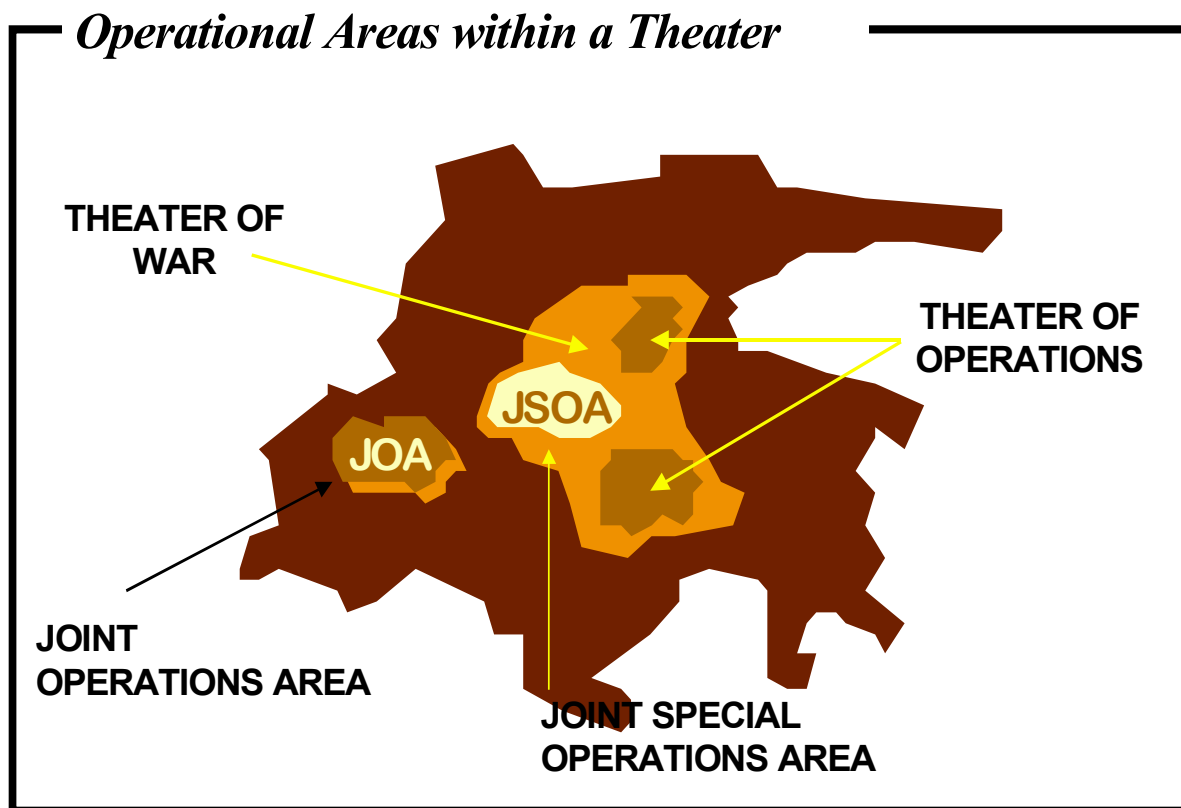 Operational Areas within a Theater
THEATER OF
WAR
THEATER OF
OPERATIONS
JSOA
JOA
JOINT
OPERATIONS AREA
JOINT SPECIAL
OPERATIONS AREA